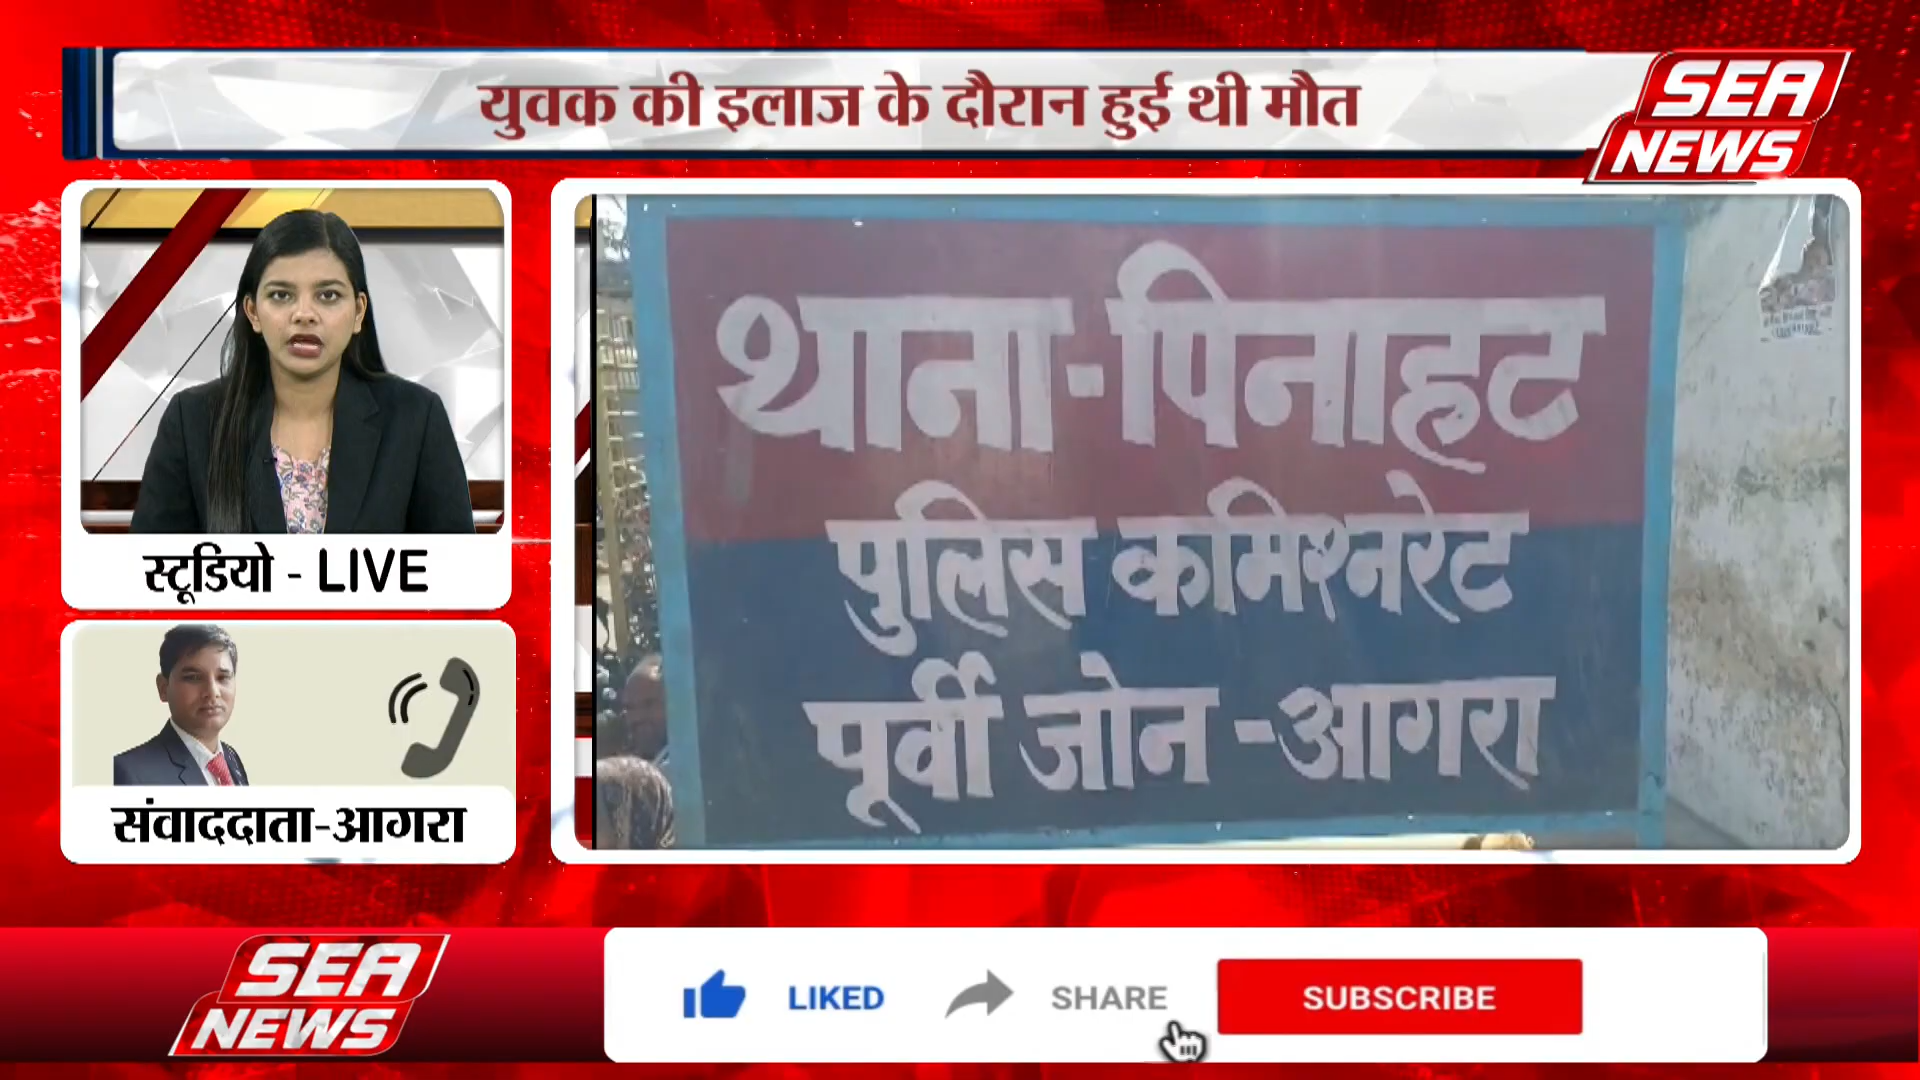 युवक की इलाज के दौरान हुई थी मौत
SEA
NEWS
थाना-पिनाहट
पुलिस कमिश्नरेट
पूर्वी जोन -आगरा
स्टूडियो - LIVE
संवाददाता-आगरा
SEA
NEWS
LIKED
SHARE
SUBSCRIBE